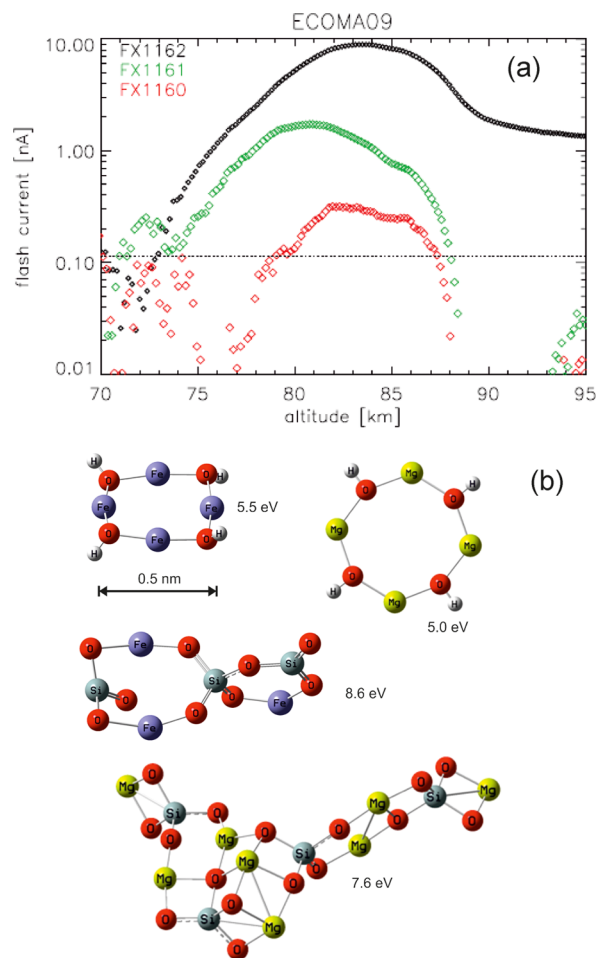 ECOMA09
10.00
FX1162
(a)
FX1161
FX1160
1.00
flash current [nA]
0.10
0.01
70 75 80 85 90 95
altitude [km]
(b)
H Fe O H
O
Fe Fe
5.5 eV
O Fe O H
H
0.5 nm
Mg
H O O H
Mg Mg
H O O H
Mg
5.0 eV
O Fe O O
Si O Si
Si O O O Fe
O Fe O
8.6 eV
Mg O O Mg
Si O Mg O Si
O Mg O O Mg O O
Mg O Mg Si Mg
O O O
7.6 eV
O Si O Mg
O